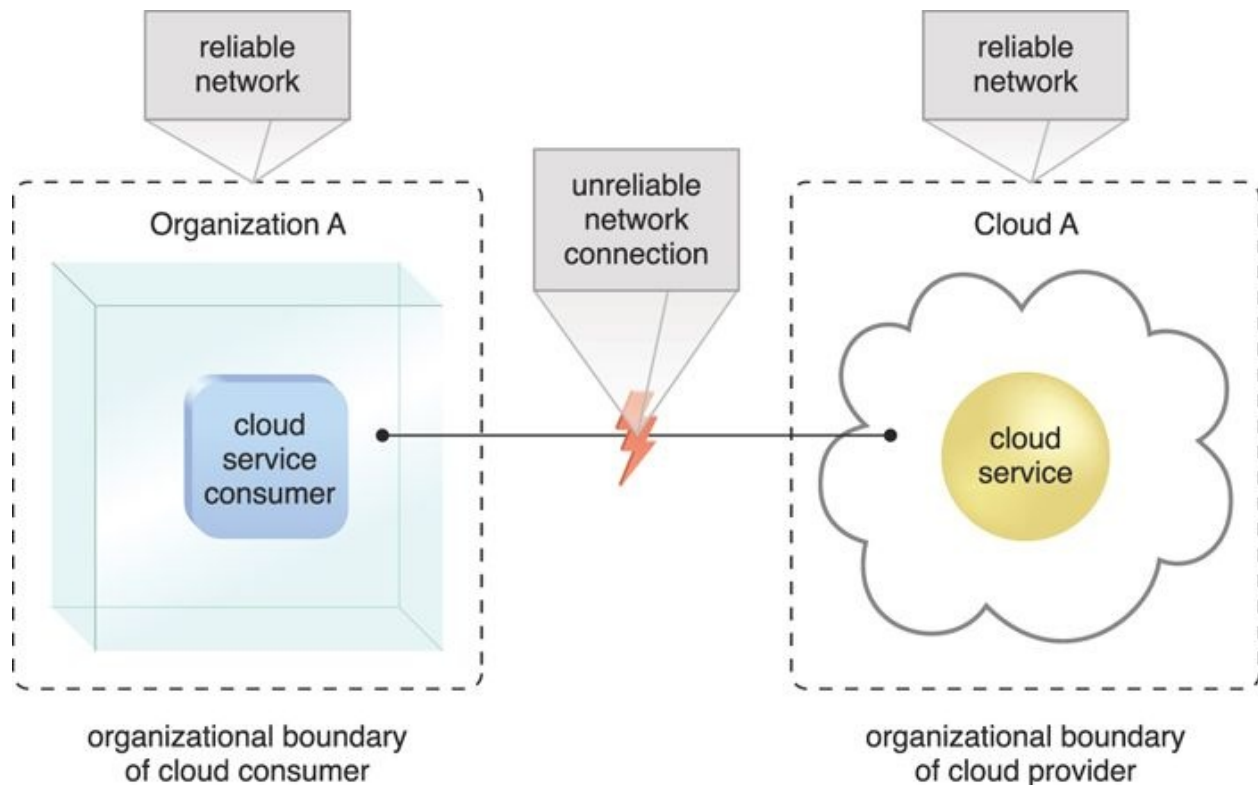 reliable
network
reliable
network
unreliable
network
connection
Organization A
Cloud A
cloud
service
consumer
cloud
service
organizational boundary
of cloud consumer
organizational boundary
of cloud provider